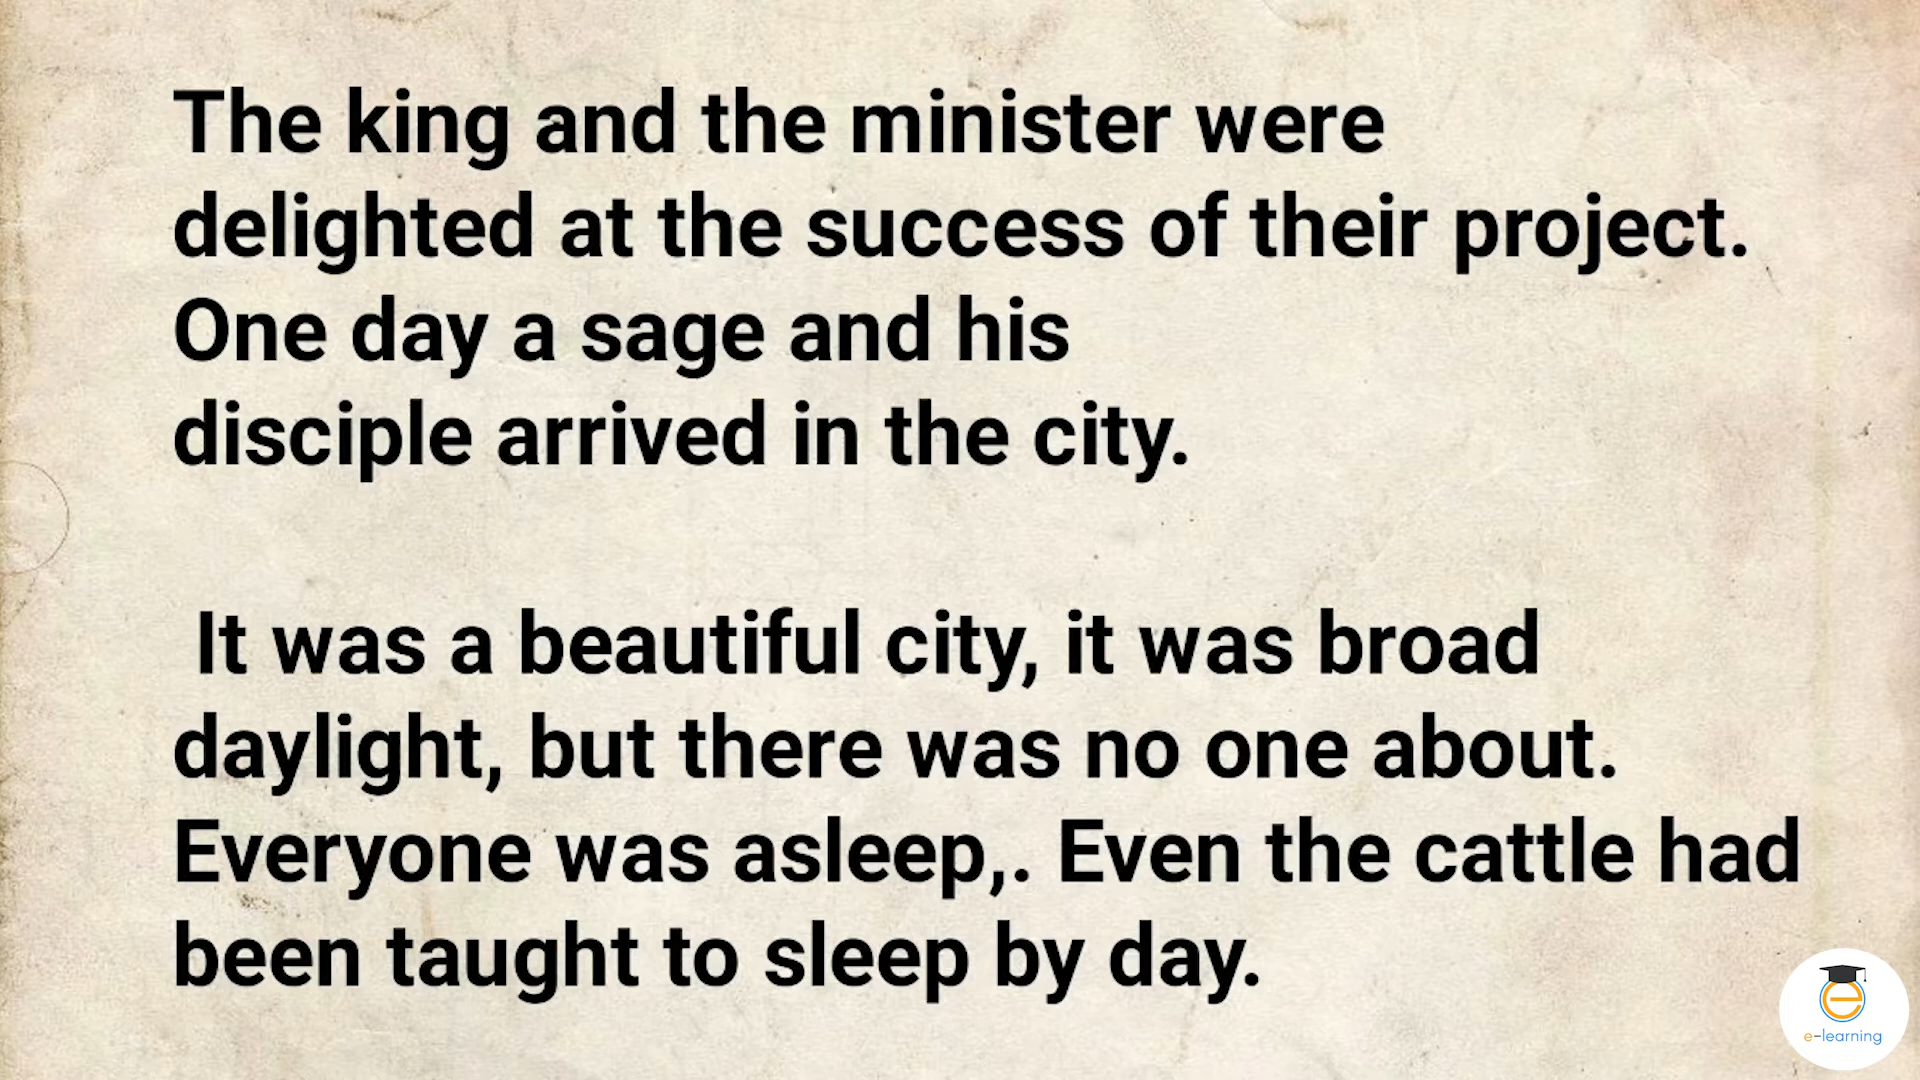 The king and the minister were
delighted at the success of their project.
One day a sage and his
disciple arrived in the city.
It was a beautiful city, it was broad
daylight, but there was no one about.
Everyone was asleep,. Even the cattle had
been taught to sleep by day.
e
e-learning